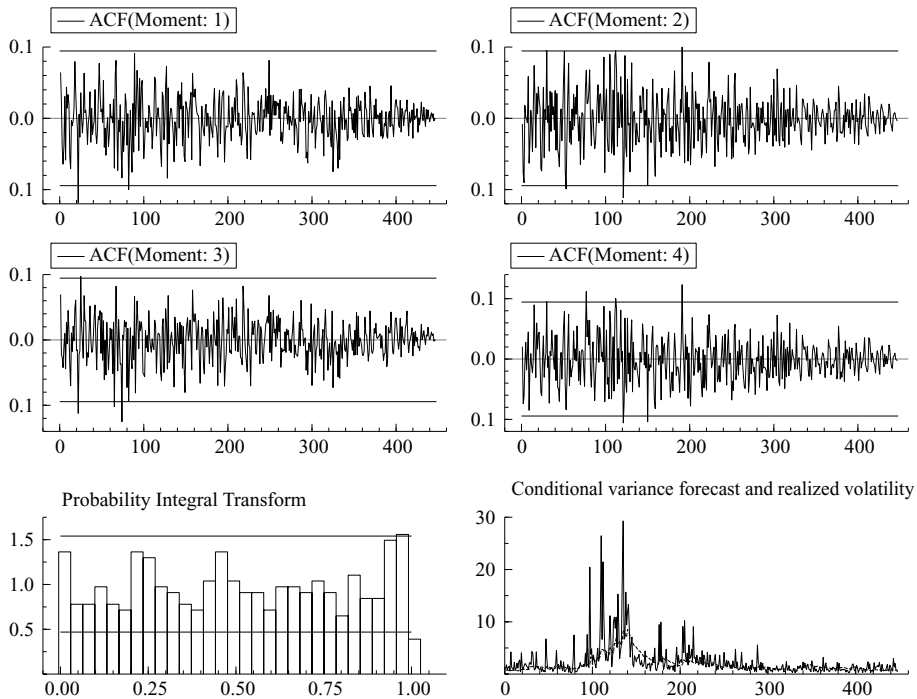 ACF(Moment: 1)
0.1
0.0
0.1
0 100 200 300 400
ACF(Moment: 2)
0.1
0.0
0.1
0 100 200 300 400
ACF(Moment: 3)
0.1
0.0
0.1
0 100 200 300 400
ACF(Moment: 4)
0.1
0.0
0.1
0 100 200 300 400
Probability Integral Transform
1.5
1.0
0.5
0.00 0.25 0.50 0.75 1.00
Conditional variance forecast and realized volatility
30
20
10
0 100 200 300 400